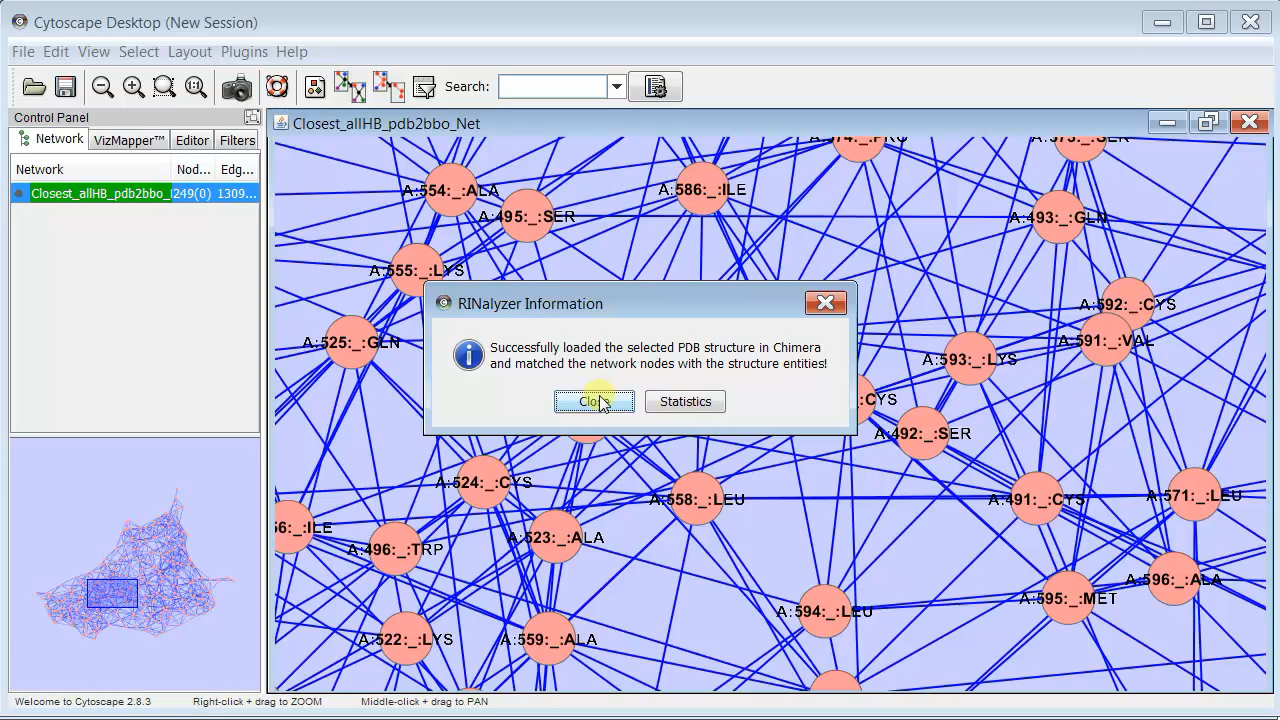 Cytoscape Desktop (New Session)
File Edit View Select Layout Plugins Help
Search:
Control Panel
Network VizMapper™ Editor Filters
Network Nod... Edg...
Closest_allHB_pdb2bbo_ 249(0) 1309...
Closest_allHB_pdb2bbo_Net
A:554:_:ALA
A:586:_:ILE
A:495:_:SER
A:493:_:GLN
A:555:_:LYS
A:592:_:CYS
A:525:_:GLN
A:591:_:VAL
A:593:_:LYS
RINalyzer Information
Successfully loaded the selected PDB structure in Chimera
and matched the network nodes with the structure entities!
Statistics
:CYS
A:492:_:SER
A:524:_:CYS
A:558:_:LEU
A:491:_:CYS
A:571:_:LEU
56:_:ILE
A:496:_:TRP
A:523:_:ALA
A:596:_:ALA
A:595:_:MET
A:594:_:LEU
A:522:_:LYS
A:559:_:ALA
Welcome to Cytoscape 2.8.3 Right-click + drag to ZOOM Middle-click + drag to PAN